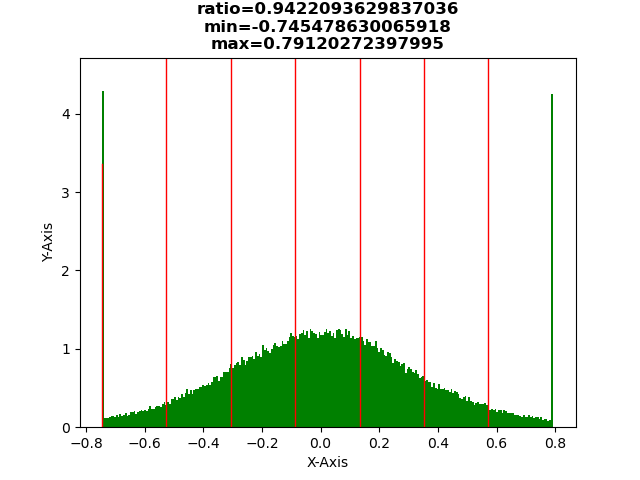 ratio=0.9422093629837036
min=-0.745478630065918
max=0.79120272397995
Y-Axis
4
3
2
1
0
−0.8 −0.6 −0.4 −0.2 0.0 0.2 0.4 0.6 0.8
X-Axis